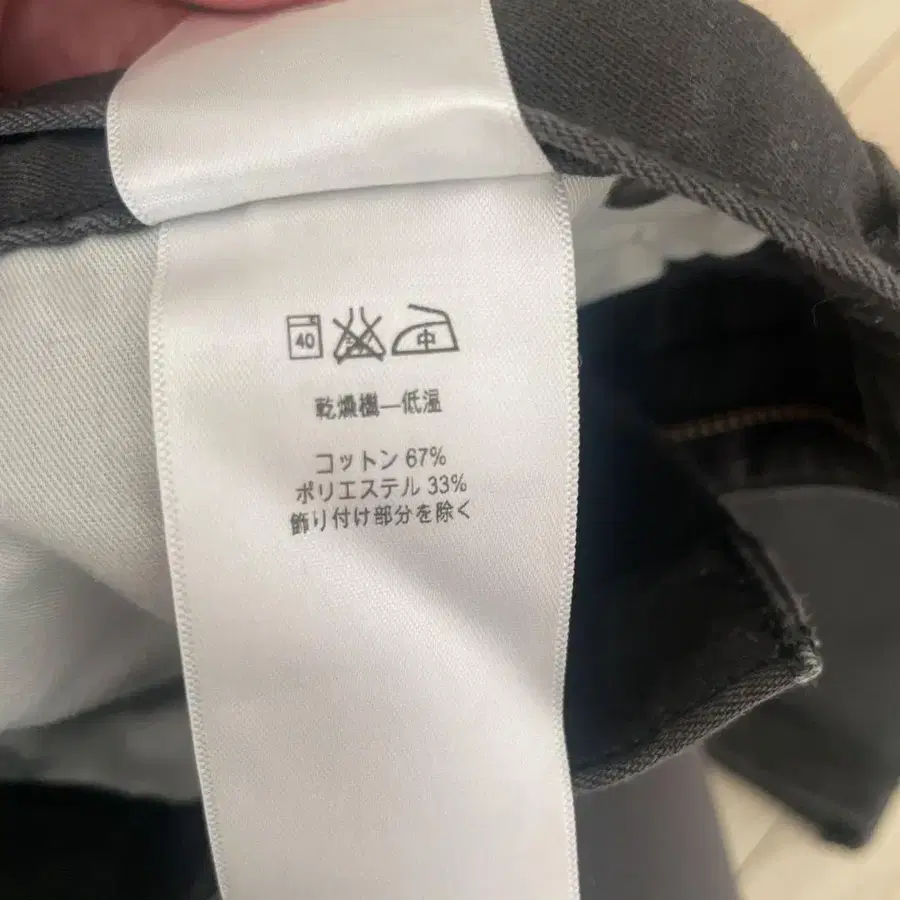 40 中
乾燥機—低温
コットン 67%
ポリエステル 33%
飾り付け部分を除く